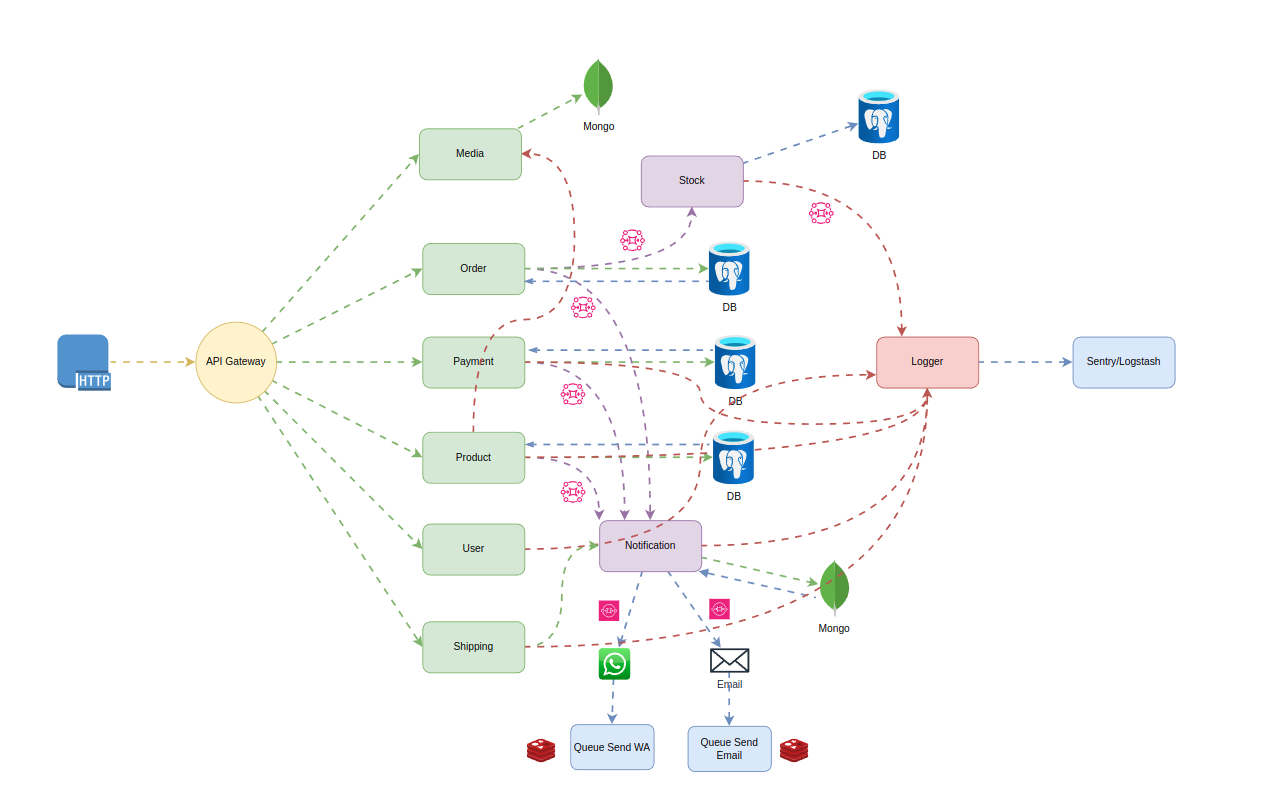 Mongo
DB
Media
Stock
Order
DB
HTTP
API Gateway
Payment
DB
Logger
Sentry/Logstash
Product
DB
User
Notification
Shipping
Mongo
Email
Queue Send WA
Queue Send
Email